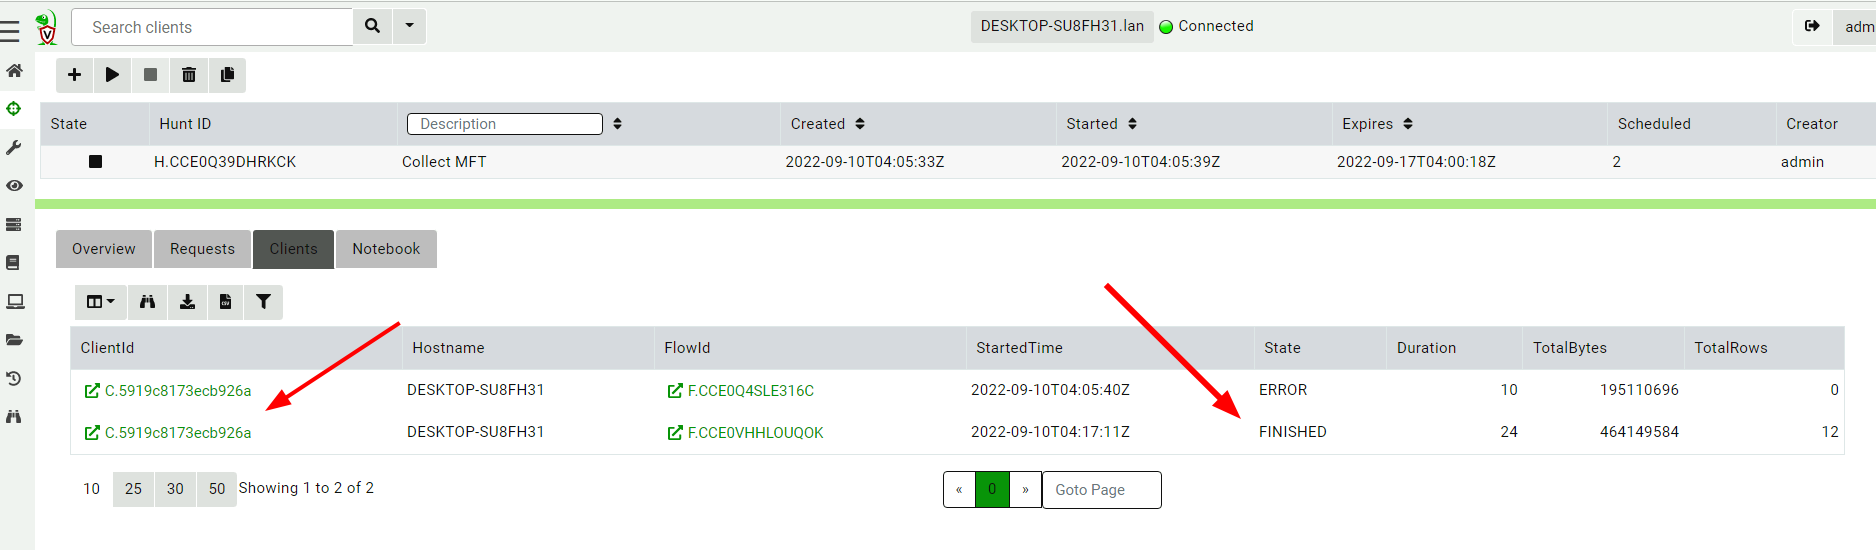 Search clients DESKTOP-SU8FH31.lan Connected adm
State Hunt ID Description Created Started Expires Scheduled Creator
H.CCE0Q39DHRKCK Collect MFT 2022-09-10T04:05:33Z 2022-09-10T04:05:39Z 2022-09-17T04:00:18Z 2 admin
Overview Requests Clients Notebook
CSV
ClientId Hostname FlowId StartedTime State Duration TotalBytes TotalRows
C.5919c8173ecb926a DESKTOP-SU8FH31 F.CCE0Q4SLE316C 2022-09-10T04:05:40Z ERROR 10 195110696 0
C.5919c8173ecb926a DESKTOP-SU8FH31 F.CCE0VHHLOUQOK 2022-09-10T04:17:11Z FINISHED 24 464149584 12
10 25 30 50 Showing 1 to 2 of 2 « 0 » Goto Page